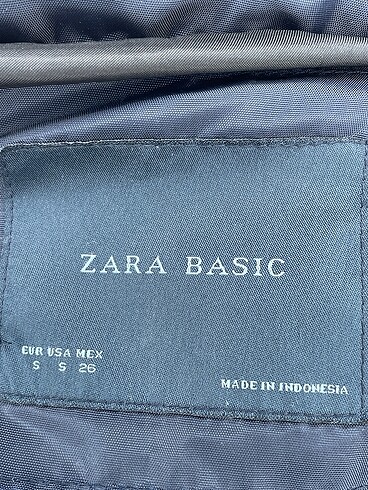 ZARA BASIC
EUR USA MEX
S S 26
MADE IN INDONESIA